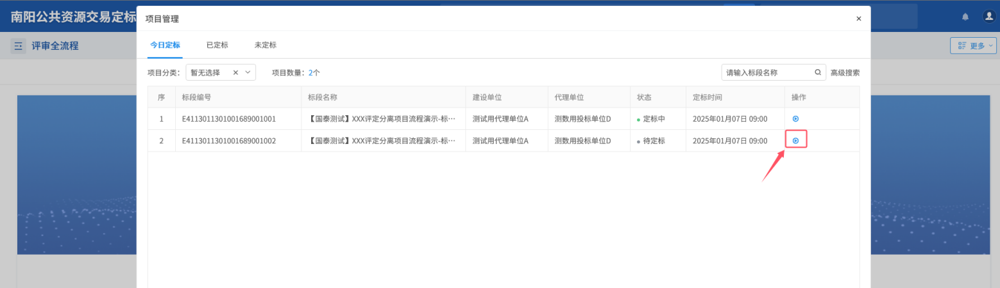 南阳公共资源交易定标
项目管理
评审全流程
更多
今日定标 已定标 未定标
项目分类： 暂无选择 项目数量：2个 请输入标段名称 高级搜索
序 标段编号 标段名称 建设单位 代理单位 状态 定标时间 操作
1 E4113011301001689001001 【国泰测试】XXX评定分离项目流程演示-标… 测试用代理单位A 测数用投标单位D 定标中 2025年01月07日 09:00
2 E4113011301001689001002 【国泰测试】XXX评定分离项目流程演示-标… 测试用代理单位A 测数用投标单位D 待定标 2025年01月07日 09:00